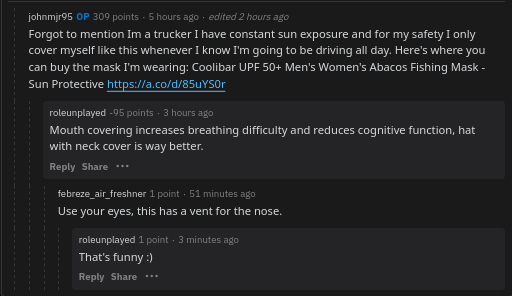 johnmjr95 OP 309 points · 5 hours ago · edited 2 hours ago
Forgot to mention Im a trucker I have constant sun exposure and for my safety I only
cover myself like this whenever I know I'm going to be driving all day. Here's where you
can buy the mask I'm wearing: Coolibar UPF 50+ Men's Women's Abacos Fishing Mask -
Sun Protective https://a.co/d/85uYS0r
roleunplayed -95 points · 3 hours ago
Mouth covering increases breathing difficulty and reduces cognitive function, hat
with neck cover is way better.
Reply Share •••
febreze_air_freshner 1 point · 51 minutes ago
Use your eyes, this has a vent for the nose.
roleunplayed 1 point · 3 minutes ago
That's funny :)
Reply Share •••